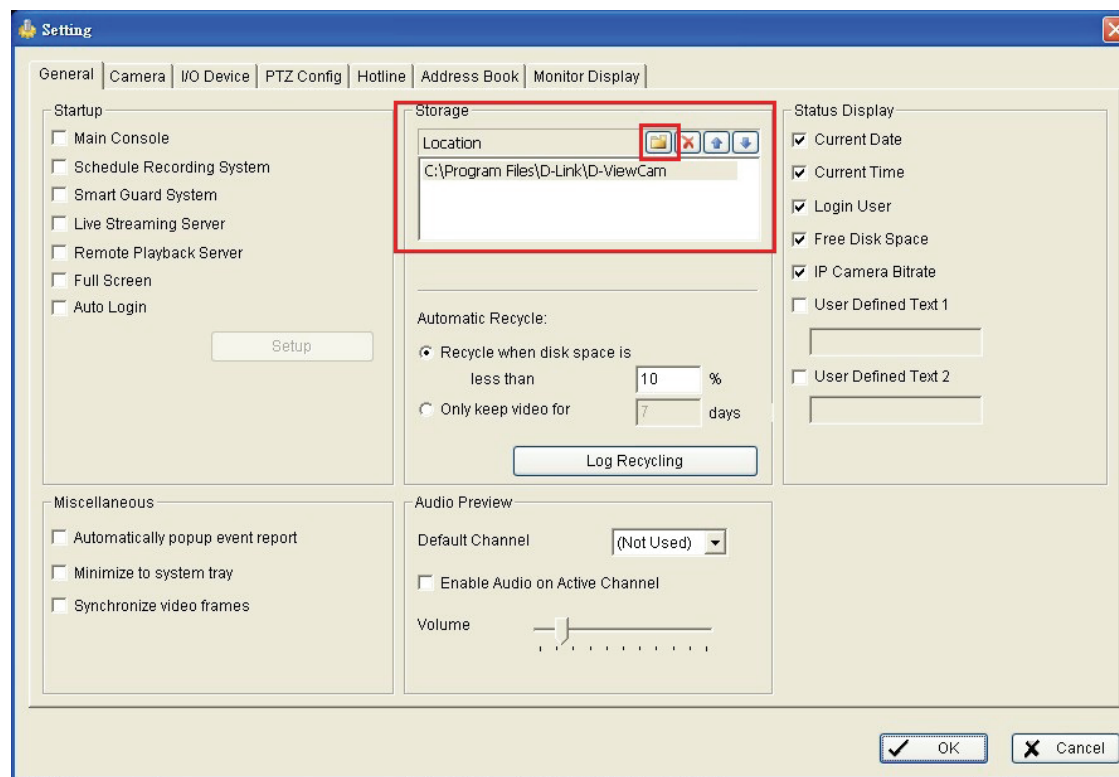 Setting
General Camera I/O Device PTZ Config Hotline Address Book Monitor Display
Startup
Main Console
Schedule Recording System
Smart Guard System
Live Streaming Server
Remote Playback Server
Full Screen
Auto Login
Setup
Storage
Location
C:\Program Files\D-Link\D-ViewCam
Automatic Recycle:
Recycle when disk space is
less than 10 %
Only keep video for 7 days
Log Recycling
Status Display
Current Date
Current Time
Login User
Free Disk Space
IP Camera Bitrate
User Defined Text 1
User Defined Text 2
Miscellaneous
Automatically popup event report
Minimize to system tray
Synchronize video frames
Audio Preview
Default Channel (Not Used)
Enable Audio on Active Channel
Volume
OK Cancel